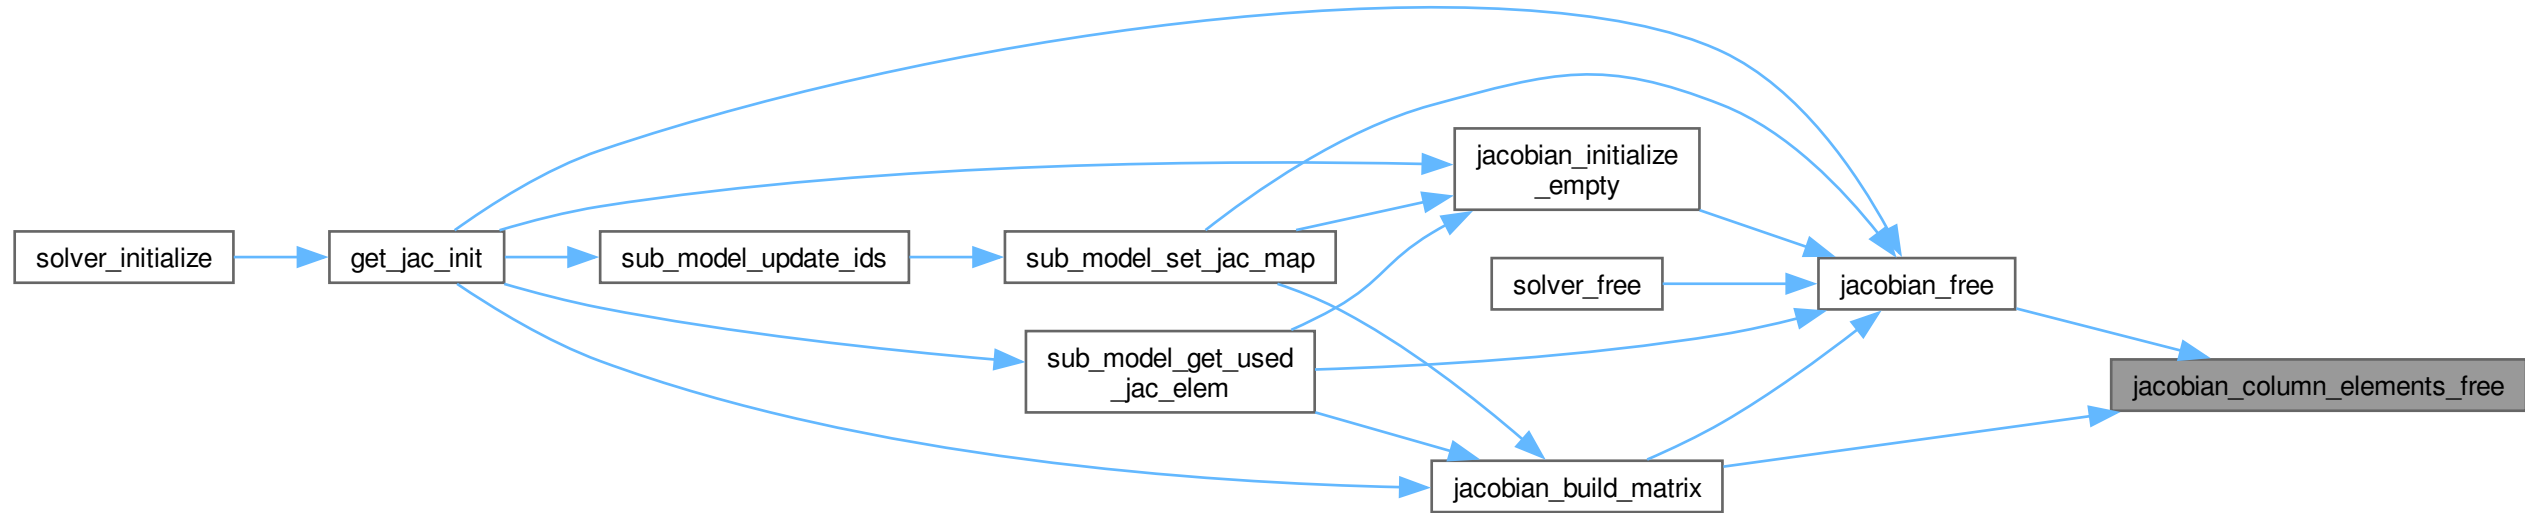 jacobian_initialize
_empty
solver_initialize
get_jac_init
sub_model_update_ids
sub_model_set_jac_map
solver_free
jacobian_free
sub_model_get_used
_jac_elem
jacobian_column_elements_free
jacobian_build_matrix